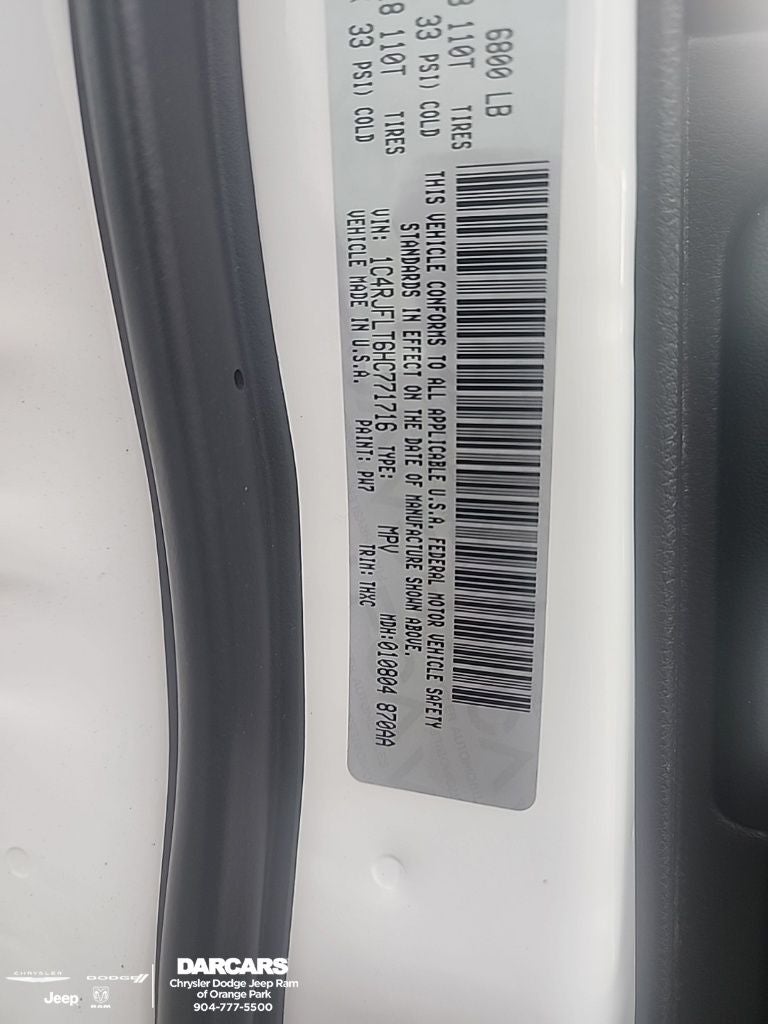 6800 LB
110T TIRES
33 PSI) COLD
8 110T TIRES
33 PSI) COLD
THIS VEHICLE CONFORMS TO ALL APPLICABLE U.S.A. FEDERAL MOTOR VEHICLE SAFETY
STANDARDS IN EFFECT ON THE DATE OF MANUFACTURE SHOWN ABOVE.
VIN: 1C4RJFLT6HC771716 TYPE: MPV MDH:010804 870AA
VEHICLE MADE IN U.S.A. PAINT: PW7 TRIM: THXC
CHRYSLER DODGE
Jeep RAM
DARCARS
Chrysler Dodge Jeep Ram
of Orange Park
904-777-5500